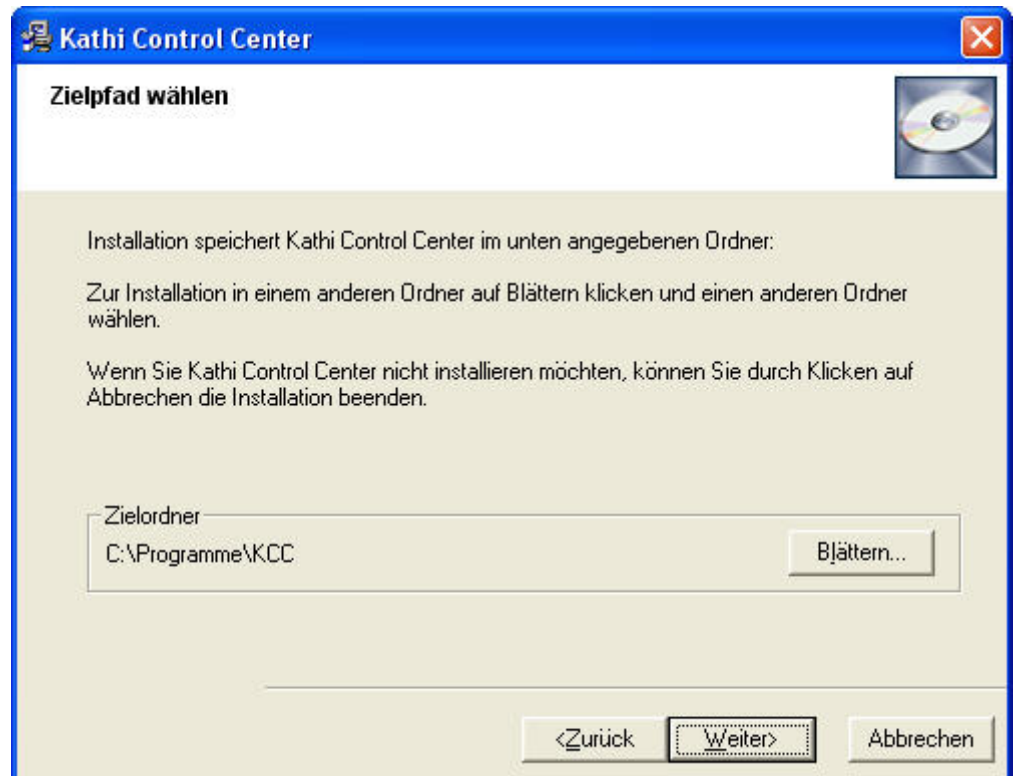 Kathi Control Center
Zielpfad wählen
Installation speichert Kathi Control Center im unten angegebenen Ordner:
Zur Installation in einem anderen Ordner auf Blättern klicken und einen anderen Ordner
wählen.
Wenn Sie Kathi Control Center nicht installieren möchten, können Sie durch Klicken auf
Abbrechen die Installation beenden.
Zielordner
C:\Programme\KCC
Blättern...
<Zurück
Weiter>
Abbrechen